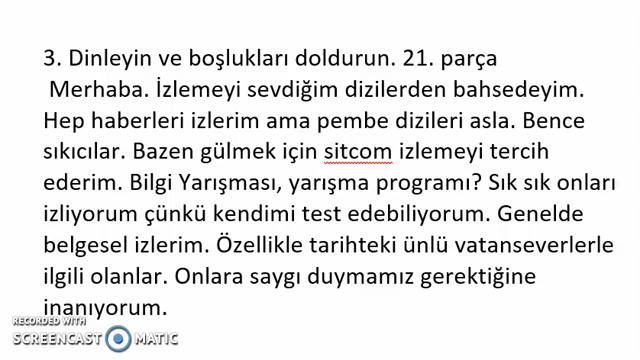 3. Dinleyin ve boşlukları doldurun. 21. parça
Merhaba. İzlemeyi sevdiğim dizilerden bahsedeyim.
Hep haberleri izlerim ama pembe dizileri asla. Bence
sıkıcılar. Bazen gülmek için sitcom izlemeyi tercih
ederim. Bilgi Yarışması, yarışma programı? Sık sık onları
izliyorum çünkü kendimi test edebiliyorum. Genelde
belgesel izlerim. Özellikle tarihteki ünlü vatanseverlerle
ilgili olanlar. Onlara saygı duymamız gerektiğine
inanıyorum.
RECORDED WITH
SCREENCAST MATIC